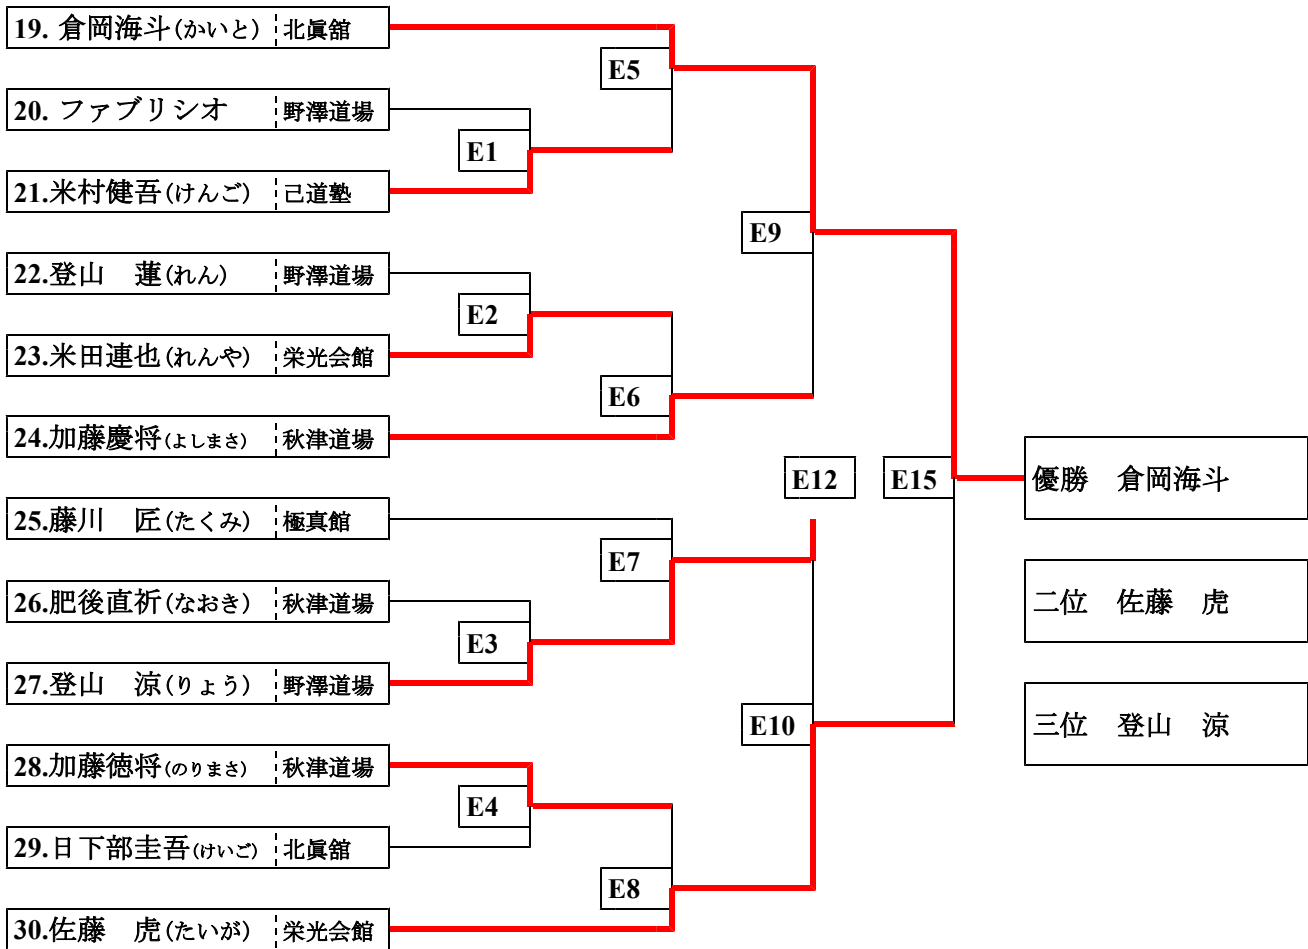 19. 倉岡海斗(かいと) 北眞舘
E5
20. ファブリシオ 野澤道場
E1
21.米村健吾(けんご) 己道塾
E9
22.登山　蓮(れん) 野澤道場
E2
23.米田連也(れんや) 栄光会館
E6
24.加藤慶将(よしまさ) 秋津道場
E12 E15 優勝　倉岡海斗
25.藤川　匠(たくみ) 極真館
E7
26.肥後直祈(なおき) 秋津道場
二位　佐藤　虎
E3
27.登山　涼(りょう) 野澤道場
三位　登山　涼
E10
28.加藤徳将(のりまさ) 秋津道場
E4
29.日下部圭吾(けいご) 北眞舘
E8
30.佐藤　虎(たいが) 栄光会館